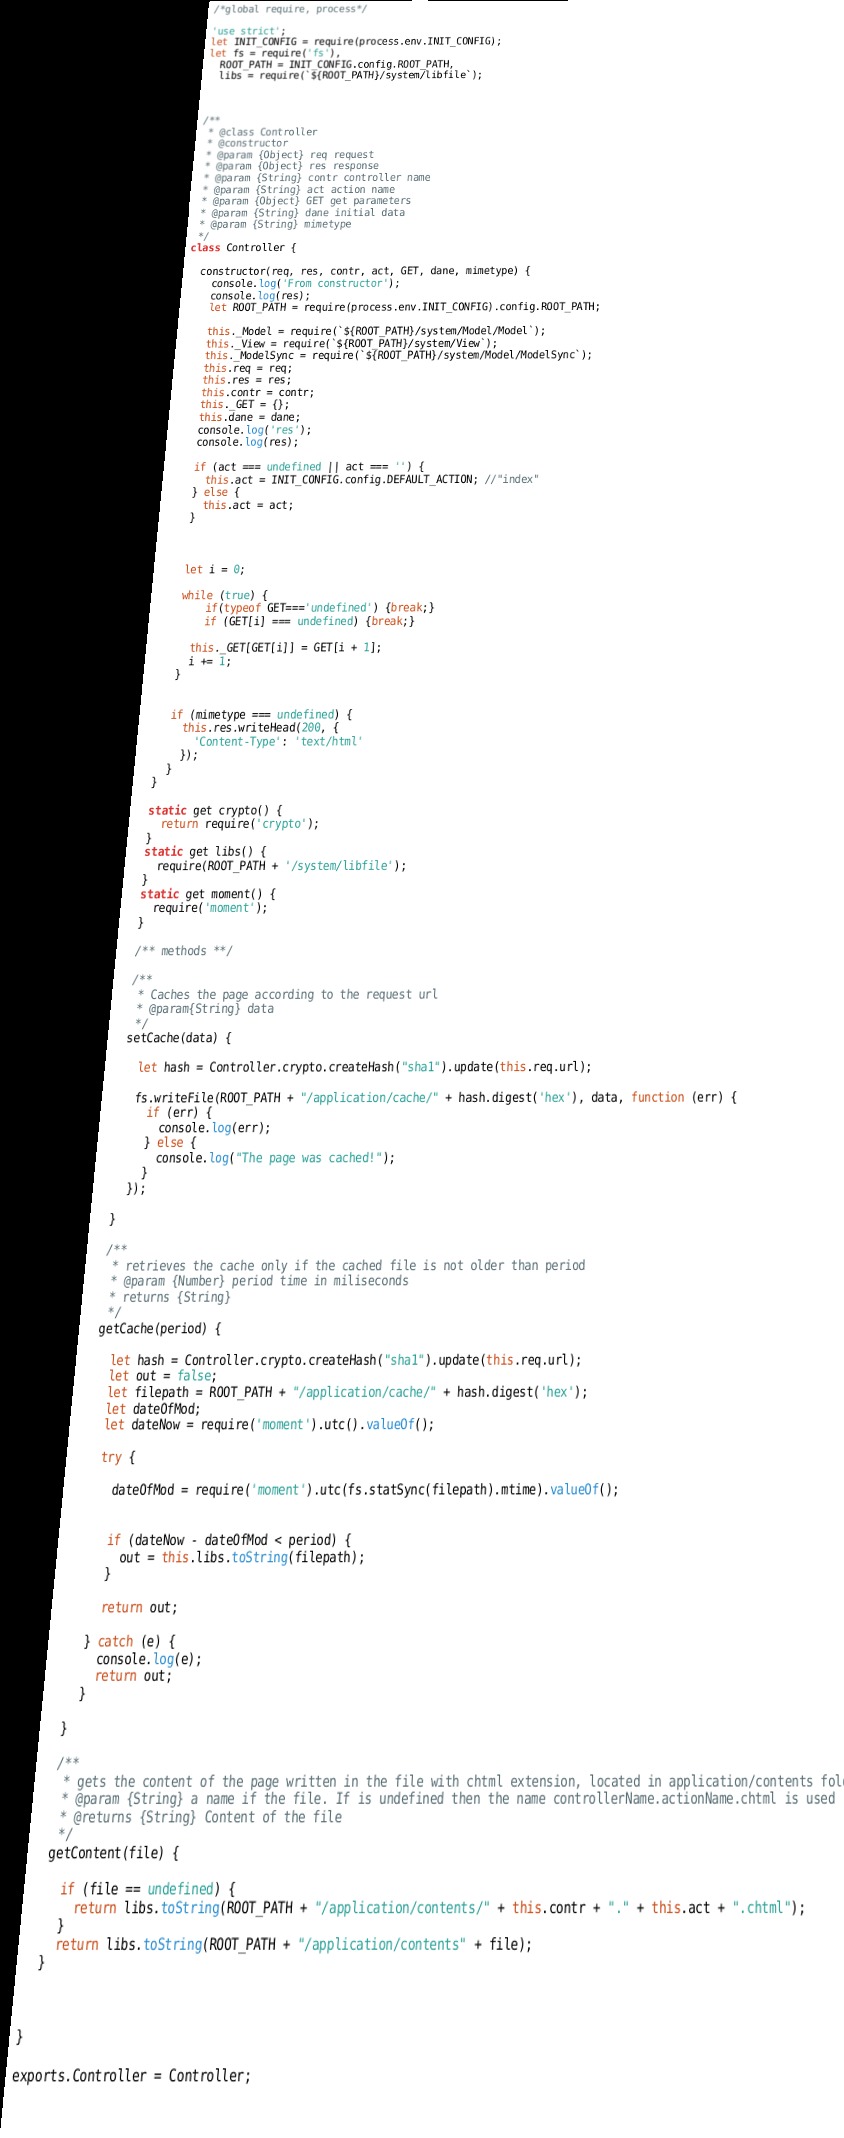 /*global require, process*/
'use strict';
let INIT_CONFIG = require(process.env.INIT_CONFIG);
let fs = require('fs'),
ROOT_PATH = INIT_CONFIG.config.ROOT_PATH,
libs = require(`${ROOT_PATH}/system/libfile`);
/**
* @class Controller
* @constructor
* @param {Object} req request
* @param {Object} res response
* @param {String} contr controller name
* @param {String} act action name
* @param {Object} GET get parameters
* @param {String} dane initial data
* @param {String} mimetype
*/
class Controller {
constructor(req, res, contr, act, GET, dane, mimetype) {
console.log('From constructor');
console.log(res);
let ROOT_PATH = require(process.env.INIT_CONFIG).config.ROOT_PATH;
this._Model = require(`${ROOT_PATH}/system/Model/Model`);
this._View = require(`${ROOT_PATH}/system/View`);
this._ModelSync = require(`${ROOT_PATH}/system/Model/ModelSync`);
this.req = req;
this.res = res;
this.contr = contr;
this._GET = {};
this.dane = dane;
console.log('res');
console.log(res);
if (act === undefined || act === '') {
this.act = INIT_CONFIG.config.DEFAULT_ACTION; //"index"
} else {
this.act = act;
}
let i = 0;
while (true) {
if(typeof GET==='undefined') {break;}
if (GET[i] === undefined) {break;}
this._GET[GET[i]] = GET[i + 1];
i += 1;
}
if (mimetype === undefined) {
this.res.writeHead(200, {
'Content-Type': 'text/html'
});
}
}
static get crypto() {
return require('crypto');
}
static get libs() {
require(ROOT_PATH + '/system/libfile');
}
static get moment() {
require('moment');
}
/** methods **/
/**
* Caches the page according to the request url
* @param{String} data
*/
setCache(data) {
let hash = Controller.crypto.createHash("sha1").update(this.req.url);
fs.writeFile(ROOT_PATH + "/application/cache/" + hash.digest('hex'), data, function (err) {
if (err) {
console.log(err);
} else {
console.log("The page was cached!");
}
});
}
/**
* retrieves the cache only if the cached file is not older than period
* @param {Number} period time in miliseconds
* returns {String}
*/
getCache(period) {
let hash = Controller.crypto.createHash("sha1").update(this.req.url);
let out = false;
let filepath = ROOT_PATH + "/application/cache/" + hash.digest('hex');
let dateOfMod;
let dateNow = require('moment').utc().valueOf();
try {
dateOfMod = require('moment').utc(fs.statSync(filepath).mtime).valueOf();
if (dateNow - dateOfMod < period) {
out = this.libs.toString(filepath);
}
return out;
} catch (e) {
console.log(e);
return out;
}
}
/**
* gets the content of the page written in the file with chtml extension, located in application/contents
* @param {String} a name if the file. If is undefined then the name controllerName.actionName.chtml is used
* @returns {String} Content of the file
*/
getContent(file) {
if (file == undefined) {
return libs.toString(ROOT_PATH + "/application/contents/" + this.contr + "." + this.act + ".chtml");
}
return libs.toString(ROOT_PATH + "/application/contents" + file);
}
}
exports.Controller = Controller;